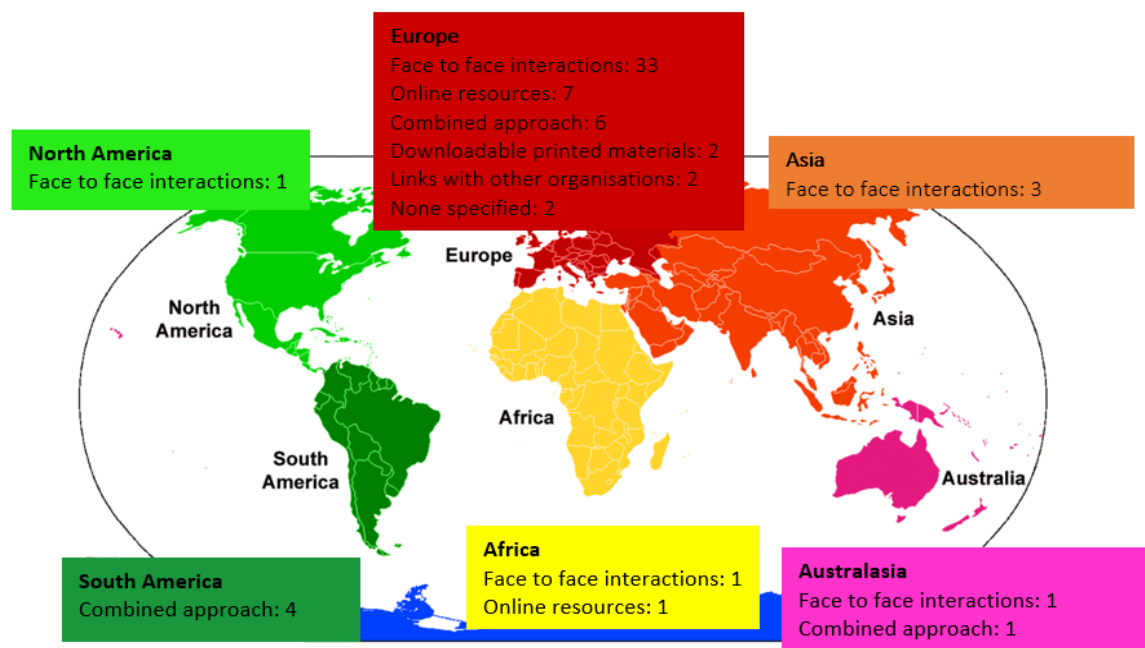 Europe
Face to face interactions: 33
Online resources: 7
Combined approach: 6
Downloadable printed materials: 2
Links with other organisations: 2
None specified: 2
North America
Face to face interactions: 1
Asia
Face to face interactions: 3
Europe
North
America
Asia
Africa
South
America
Australia
South America
Combined approach: 4
Africa
Face to face interactions: 1
Online resources: 1
Australasia
Face to face interactions: 1
Combined approach: 1